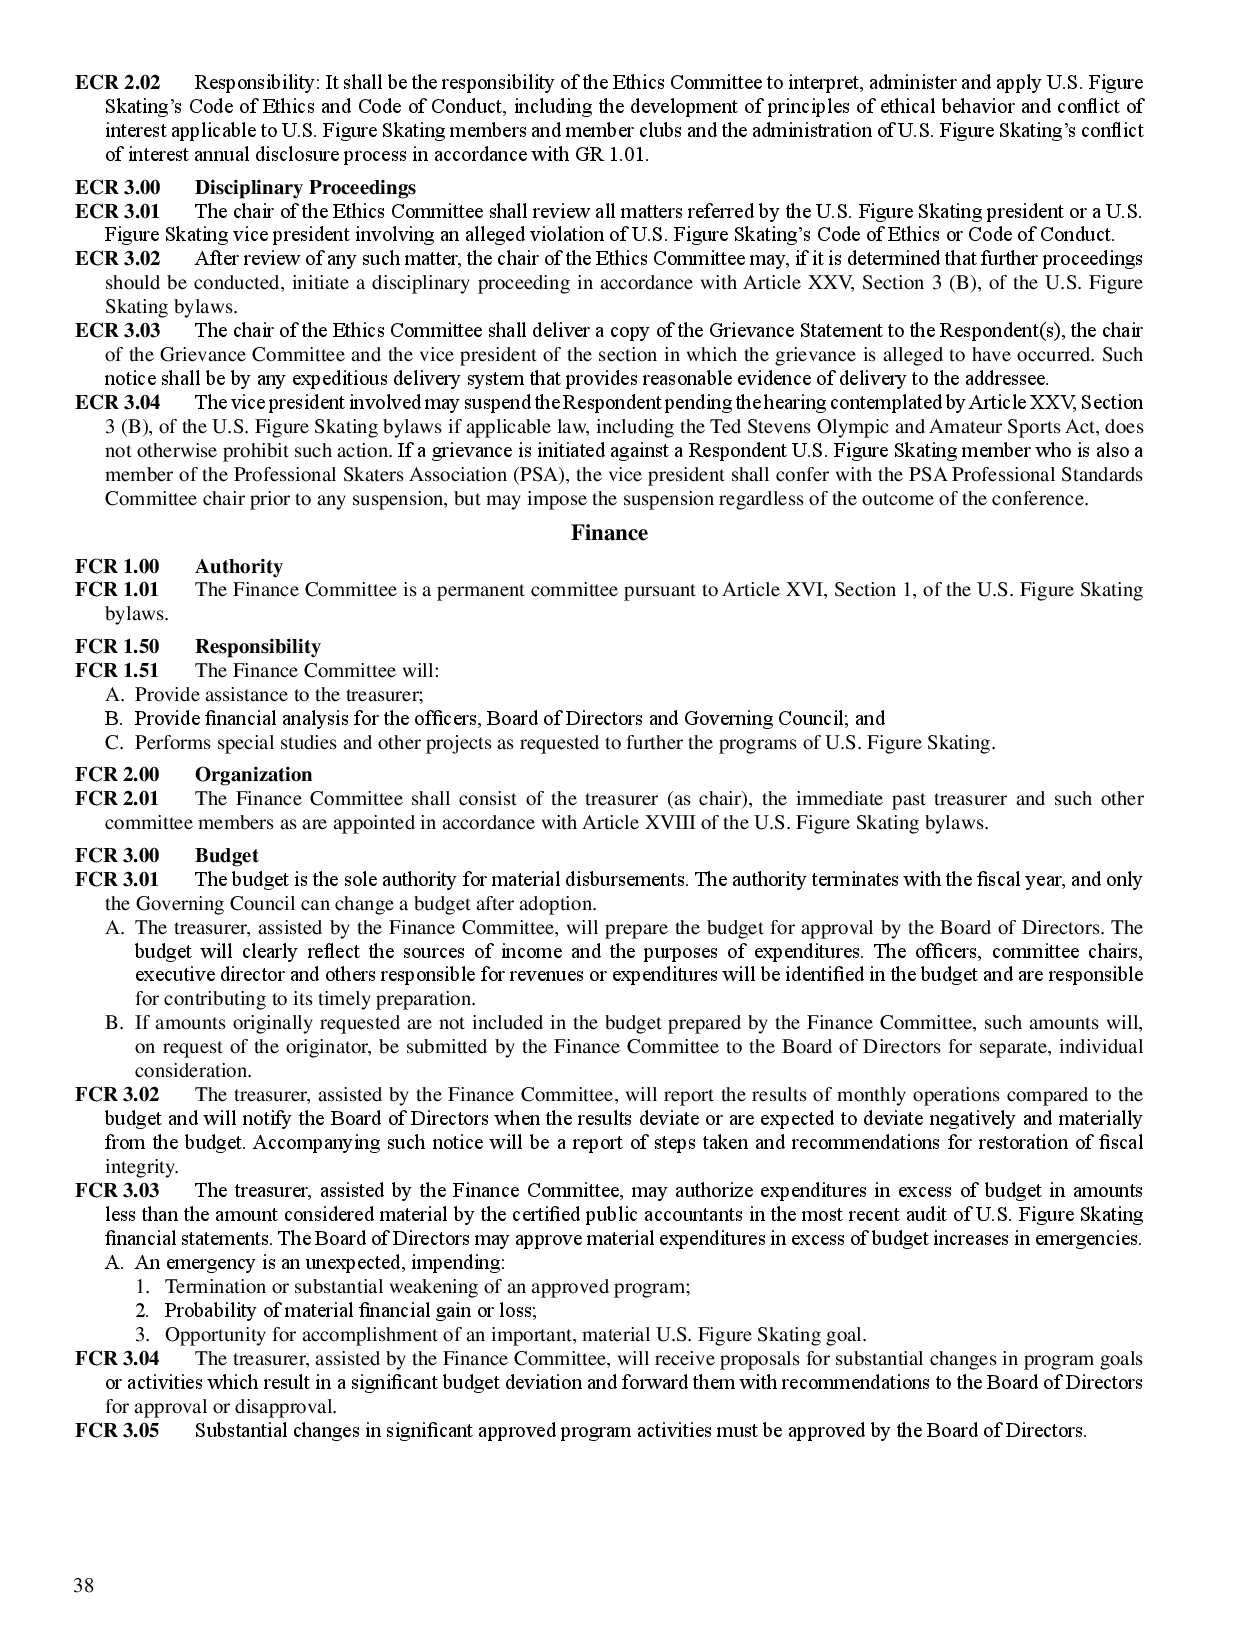 ECR 2.02 Responsibility: It shall be the responsibility of the Ethics Committee to interpret, administer and apply U.S. Figure
Skating’s Code of Ethics and Code of Conduct, including the development of principles of ethical behavior and conflict of
interest applicable to U.S. Figure Skating members and member clubs and the administration of U.S. Figure Skating’s conflict
of interest annual disclosure process in accordance with GR 1.01.
ECR 3.00 Disciplinary Proceedings
ECR 3.01 The chair of the Ethics Committee shall review all matters referred by the U.S. Figure Skating president or a U.S.
Figure Skating vice president involving an alleged violation of U.S. Figure Skating’s Code of Ethics or Code of Conduct.
ECR 3.02 After review of any such matter, the chair of the Ethics Committee may, if it is determined that further proceedings
should be conducted, initiate a disciplinary proceeding in accordance with Article XXV, Section 3 (B), of the U.S. Figure
Skating bylaws.
ECR 3.03 The chair of the Ethics Committee shall deliver a copy of the Grievance Statement to the Respondent(s), the chair
of the Grievance Committee and the vice president of the section in which the grievance is alleged to have occurred. Such
notice shall be by any expeditious delivery system that provides reasonable evidence of delivery to the addressee.
ECR 3.04 The vice president involved may suspend the Respondent pending the hearing contemplated by Article XXV, Section
3 (B), of the U.S. Figure Skating bylaws if applicable law, including the Ted Stevens Olympic and Amateur Sports Act, does
not otherwise prohibit such action. If a grievance is initiated against a Respondent U.S. Figure Skating member who is also a
member of the Professional Skaters Association (PSA), the vice president shall confer with the PSA Professional Standards
Committee chair prior to any suspension, but may impose the suspension regardless of the outcome of the conference.
Finance
FCR 1.00 Authority
FCR 1.01 The Finance Committee is a permanent committee pursuant to Article XVI, Section 1, of the U.S. Figure Skating
bylaws.
FCR 1.50 Responsibility
FCR 1.51 The Finance Committee will:
A. Provide assistance to the treasurer;
B. Provide financial analysis for the officers, Board of Directors and Governing Council; and
C. Performs special studies and other projects as requested to further the programs of U.S. Figure Skating.
FCR 2.00 Organization
FCR 2.01 The Finance Committee shall consist of the treasurer (as chair), the immediate past treasurer and such other
committee members as are appointed in accordance with Article XVIII of the U.S. Figure Skating bylaws.
FCR 3.00 Budget
FCR 3.01 The budget is the sole authority for material disbursements. The authority terminates with the fiscal year, and only
the Governing Council can change a budget after adoption.
A. The treasurer, assisted by the Finance Committee, will prepare the budget for approval by the Board of Directors. The
budget will clearly reflect the sources of income and the purposes of expenditures. The officers, committee chairs,
executive director and others responsible for revenues or expenditures will be identified in the budget and are responsible
for contributing to its timely preparation.
B. If amounts originally requested are not included in the budget prepared by the Finance Committee, such amounts will,
on request of the originator, be submitted by the Finance Committee to the Board of Directors for separate, individual
consideration.
FCR 3.02 The treasurer, assisted by the Finance Committee, will report the results of monthly operations compared to the
budget and will notify the Board of Directors when the results deviate or are expected to deviate negatively and materially
from the budget. Accompanying such notice will be a report of steps taken and recommendations for restoration of fiscal
integrity.
FCR 3.03 The treasurer, assisted by the Finance Committee, may authorize expenditures in excess of budget in amounts
less than the amount considered material by the certified public accountants in the most recent audit of U.S. Figure Skating
financial statements. The Board of Directors may approve material expenditures in excess of budget increases in emergencies.
A. An emergency is an unexpected, impending:
1. Termination or substantial weakening of an approved program;
2. Probability of material financial gain or loss;
3. Opportunity for accomplishment of an important, material U.S. Figure Skating goal.
FCR 3.04 The treasurer, assisted by the Finance Committee, will receive proposals for substantial changes in program goals
or activities which result in a significant budget deviation and forward them with recommendations to the Board of Directors
for approval or disapproval.
FCR 3.05 Substantial changes in significant approved program activities must be approved by the Board of Directors.
38